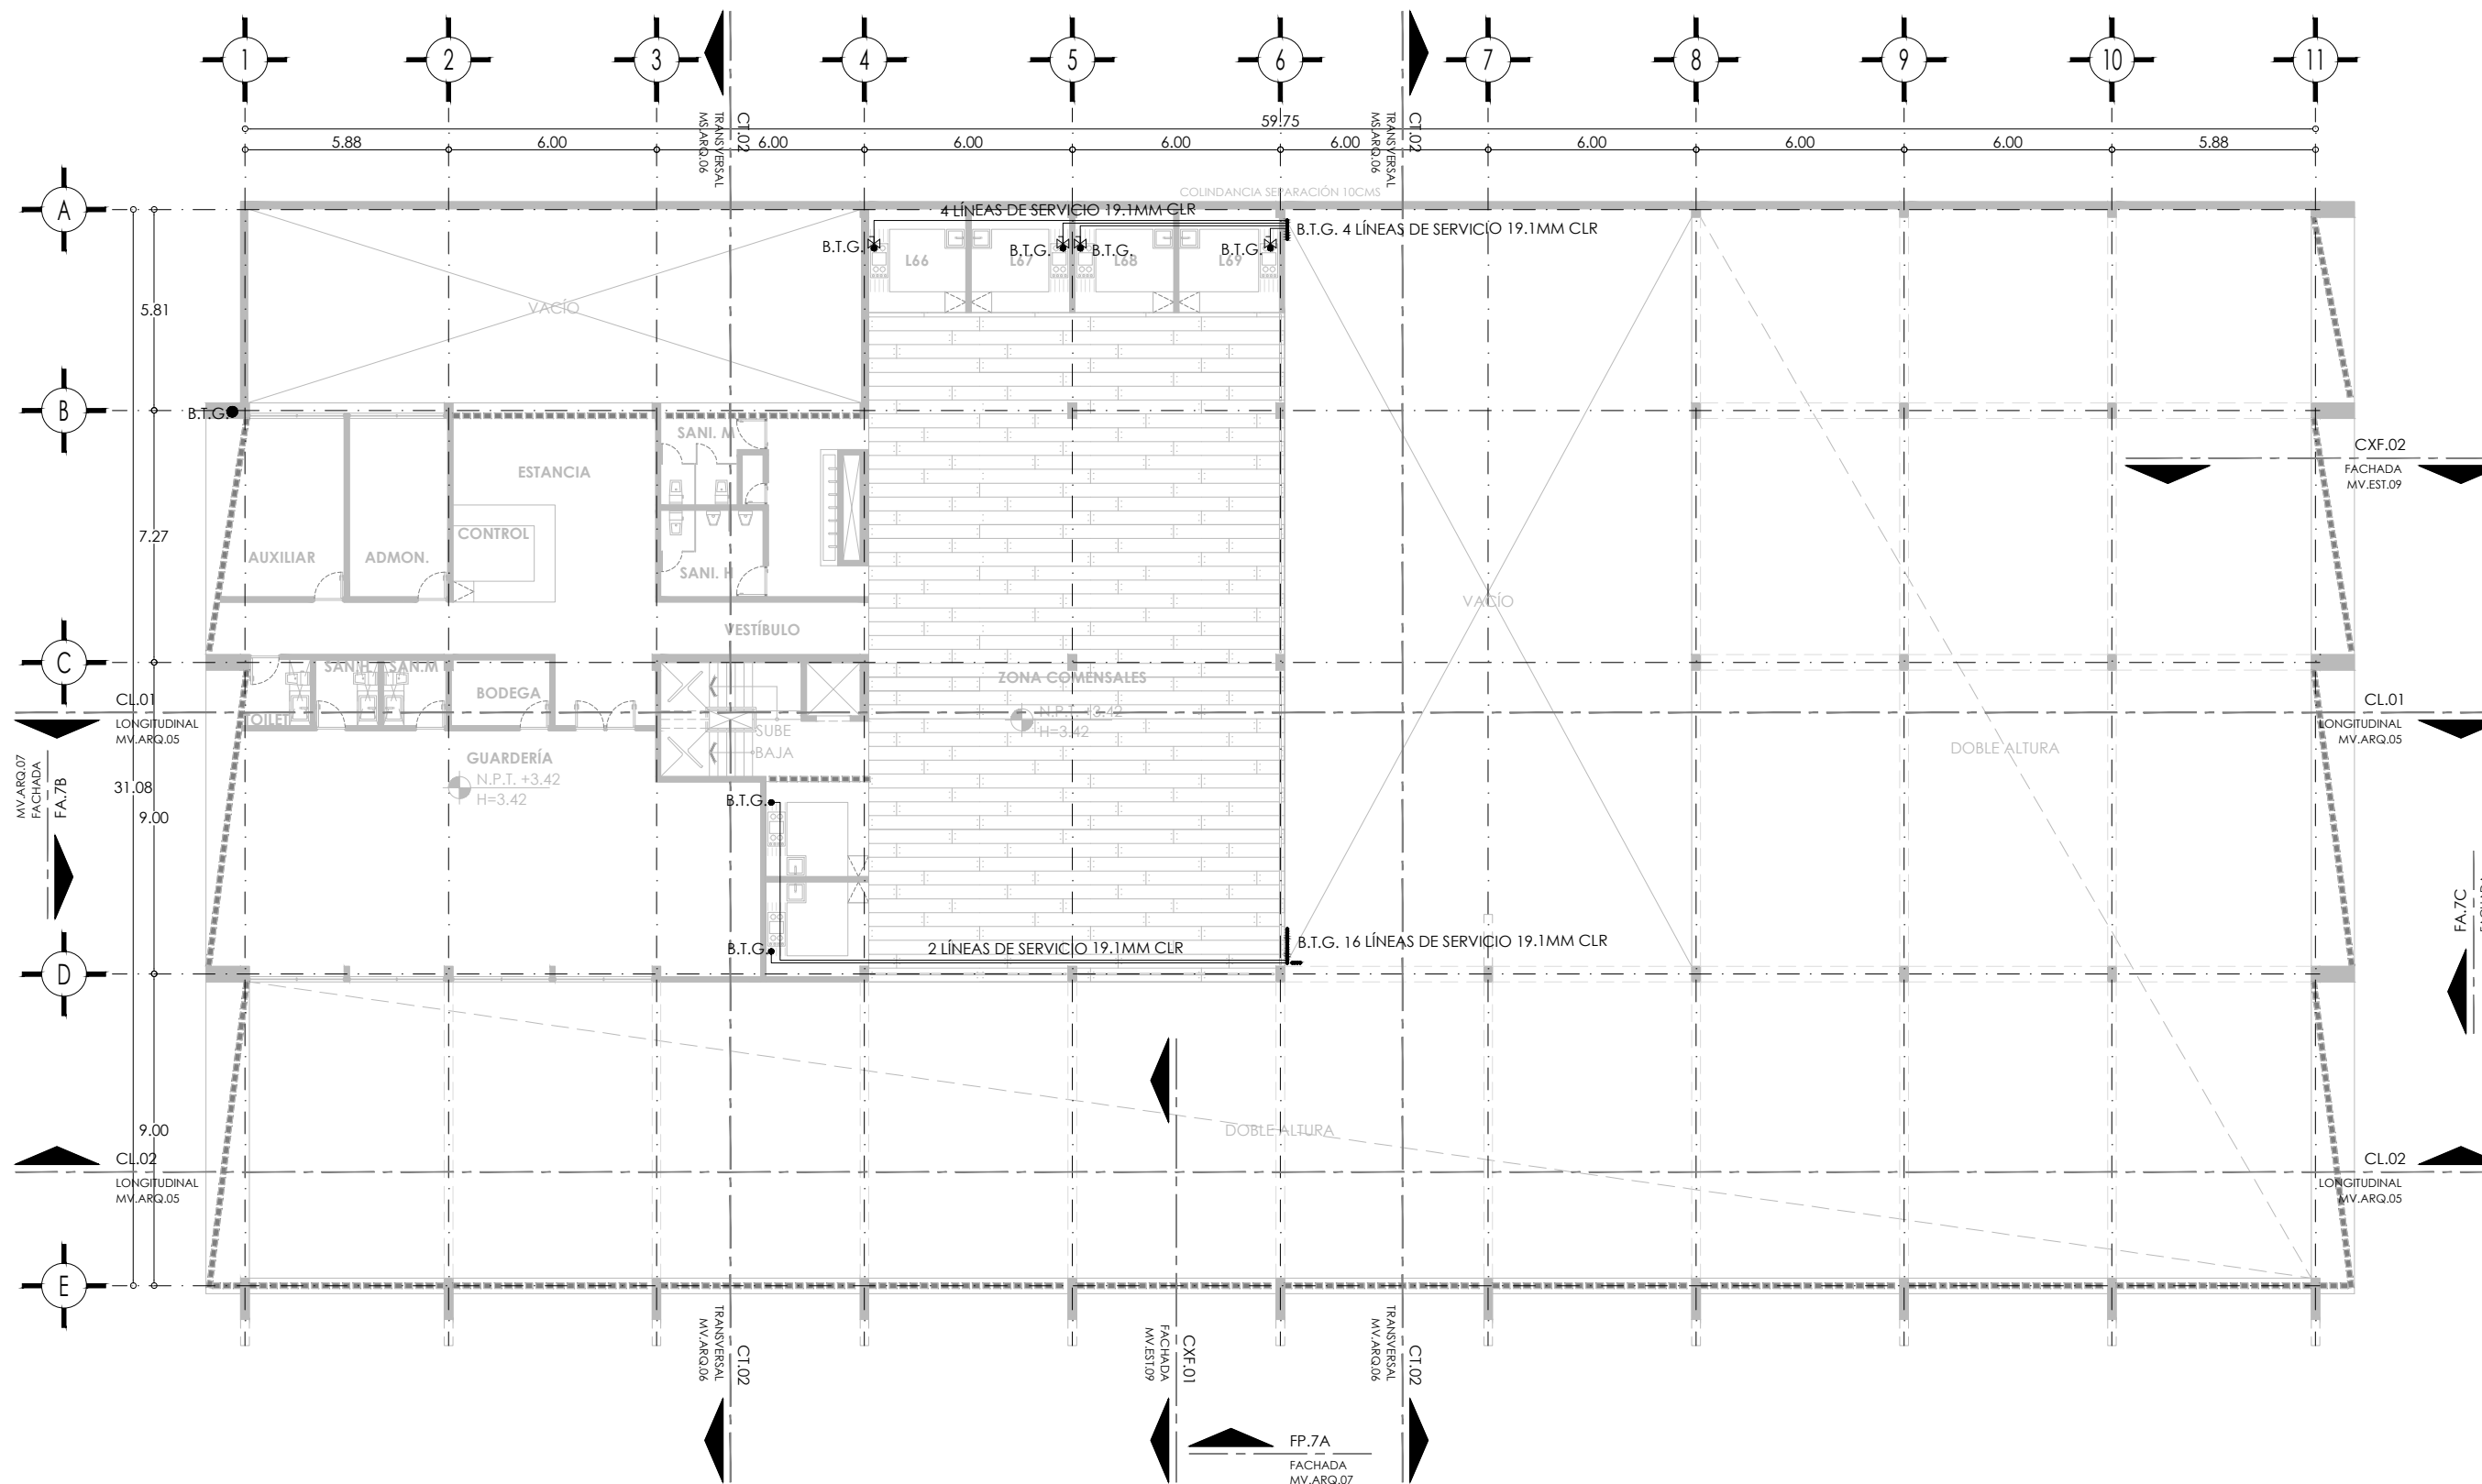 1
2
3
4
5
6
7
8
9
10
11
CT.02
TRANSVERSAL
MS.ARQ.06
CT.02
TRANSVERSAL
MS.ARQ.06
59.75
5.88
6.00
6.00
6.00
6.00
6.00
6.00
6.00
6.00
5.88
COLINDANCIA SEPARACIÓN 10CMS
A
4 LÍNEAS DE SERVICIO 19.1MM CLR
B.T.G. 4 LÍNEAS DE SERVICIO 19.1MM CLR
B.T.G.
B.T.G.
B.T.G.
B.T.G.
L66
L67
L68
L69
5.81
VACÍO
B
B.T.G.
SANI. M
CXF.02
FACHADA
MV.EST.09
ESTANCIA
CONTROL
7.27
AUXILIAR
ADMON.
SANI. H
VACÍO
VESTÍBULO
C
SAN.H
SAN.M
ZONA COMENSALES
BODEGA
CL.01
LONGITUDINAL
MV.ARQ.05
N.P.T. +3.42
H=3.42
CL.01
LONGITUDINAL
MV.ARQ.05
TOILET
SUBE
BAJA
DOBLE ALTURA
GUARDERÍA
N.P.T. +3.42
H=3.42
MV.ARQ.07
FACHADA
FA.7B
31.08
9.00
B.T.G.
B.T.G.
2 LÍNEAS DE SERVICIO 19.1MM CLR
B.T.G. 16 LÍNEAS DE SERVICIO 19.1MM CLR
FA.7C
D
9.00
DOBLE ALTURA
CL.02
LONGITUDINAL
MV.ARQ.05
CL.02
LONGITUDINAL
MV.ARQ.05
E
CT.02
TRANSVERSAL
MV.ARQ.06
CXF.01
FACHADA
MV.EST.09
CT.02
TRANSVERSAL
MV.ARQ.06
FP.7A
FACHADA
MV.ARQ.07